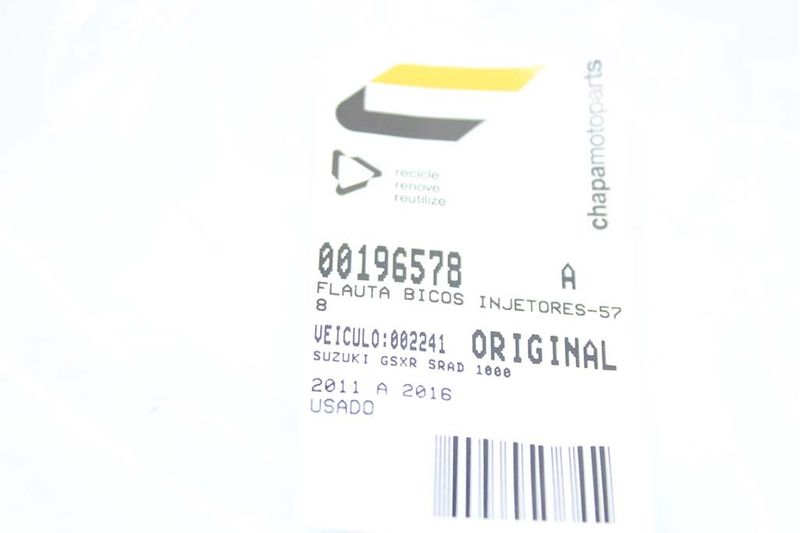 chapamotoparts
recicle
renove
reutilize
00196578 A
FLAUTA BICOS INJETORES-57
8
VEICULO:002241 ORIGINAL
SUZUKI GSXR SRAD 1000
2011 A 2016
USADO